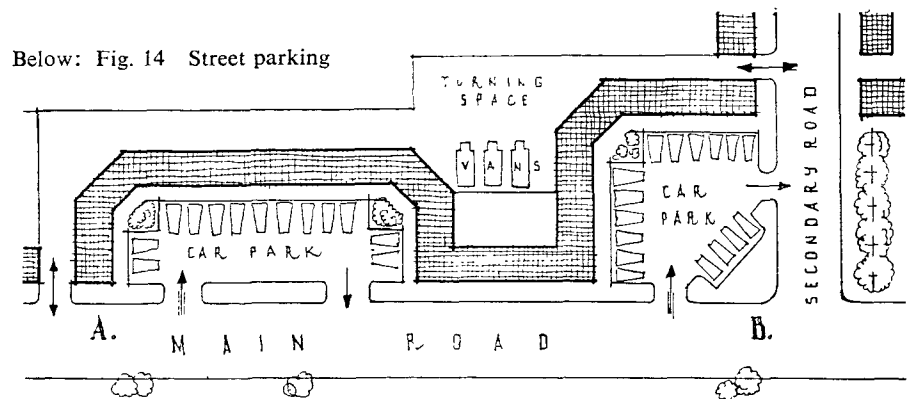 Below: Fig. 14 Street parking
TURNING
SPACE
VANS
CAR
PARK
CAR PARK
SECONDARY ROAD
A.
B.
MAIN ROAD